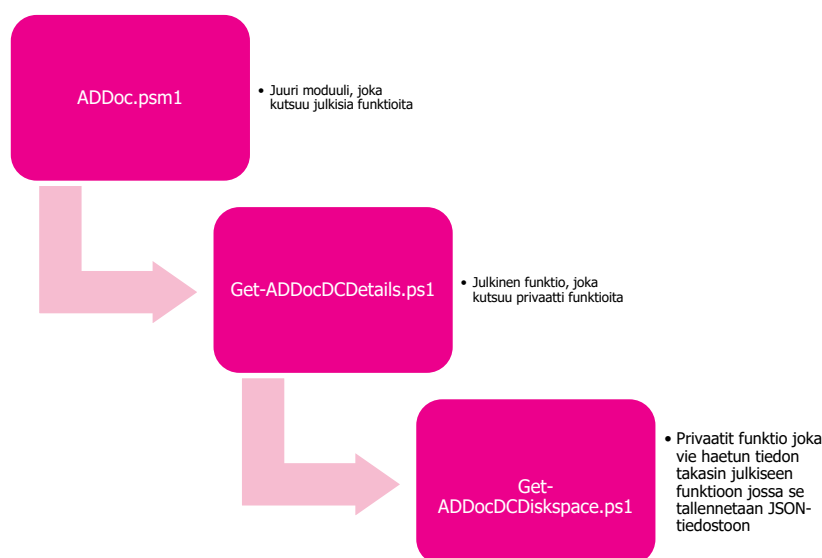 ADDoc.psm1
• Juuri moduuli, joka
kutsuu julkisia funktioita
Get-ADDocDCDetails.ps1
• Julkinen funktio, joka
kutsuu privaatti funktioita
Get-
ADDocDCDiskspace.ps1
• Privaatit funktio joka
vie haetun tiedon
takasin julkiseen
funktioon jossa se
tallennetaan JSON-
tiedostoon